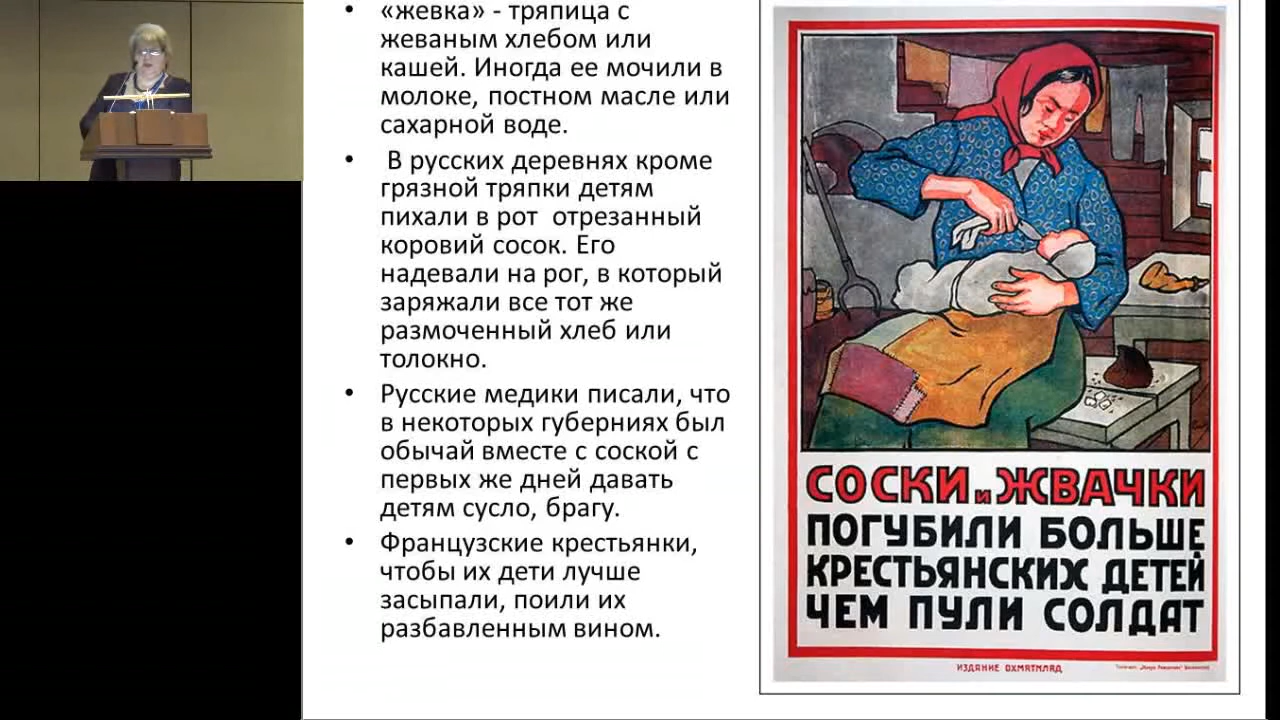 • «жевка» - тряпица с
жеваным хлебом или
кашей. Иногда ее мочили в
молоке, постном масле или
сахарной воде.
• В русских деревнях кроме
грязной тряпки детям
пихали в рот отрезанный
коровий сосок. Его
надевали на рог, в который
заряжали все тот же
размоченный хлеб или
толокно.
• Русские медики писали, что
в некоторых губерниях был
обычай вместе с соской с
первых же дней давать
детям сусло, брагу.
• Французские крестьянки,
чтобы их дети лучше
засыпали, поили их
разбавленным вином.
СОСКИ и ЖВАЧКИ
ПОГУБИЛИ БОЛЬШЕ
КРЕСТЬЯНСКИХ ДЕТЕЙ
ЧЕМ ПУЛИ СОЛДАТ
ИЗДАНИЕ ОХМАТМЛАД